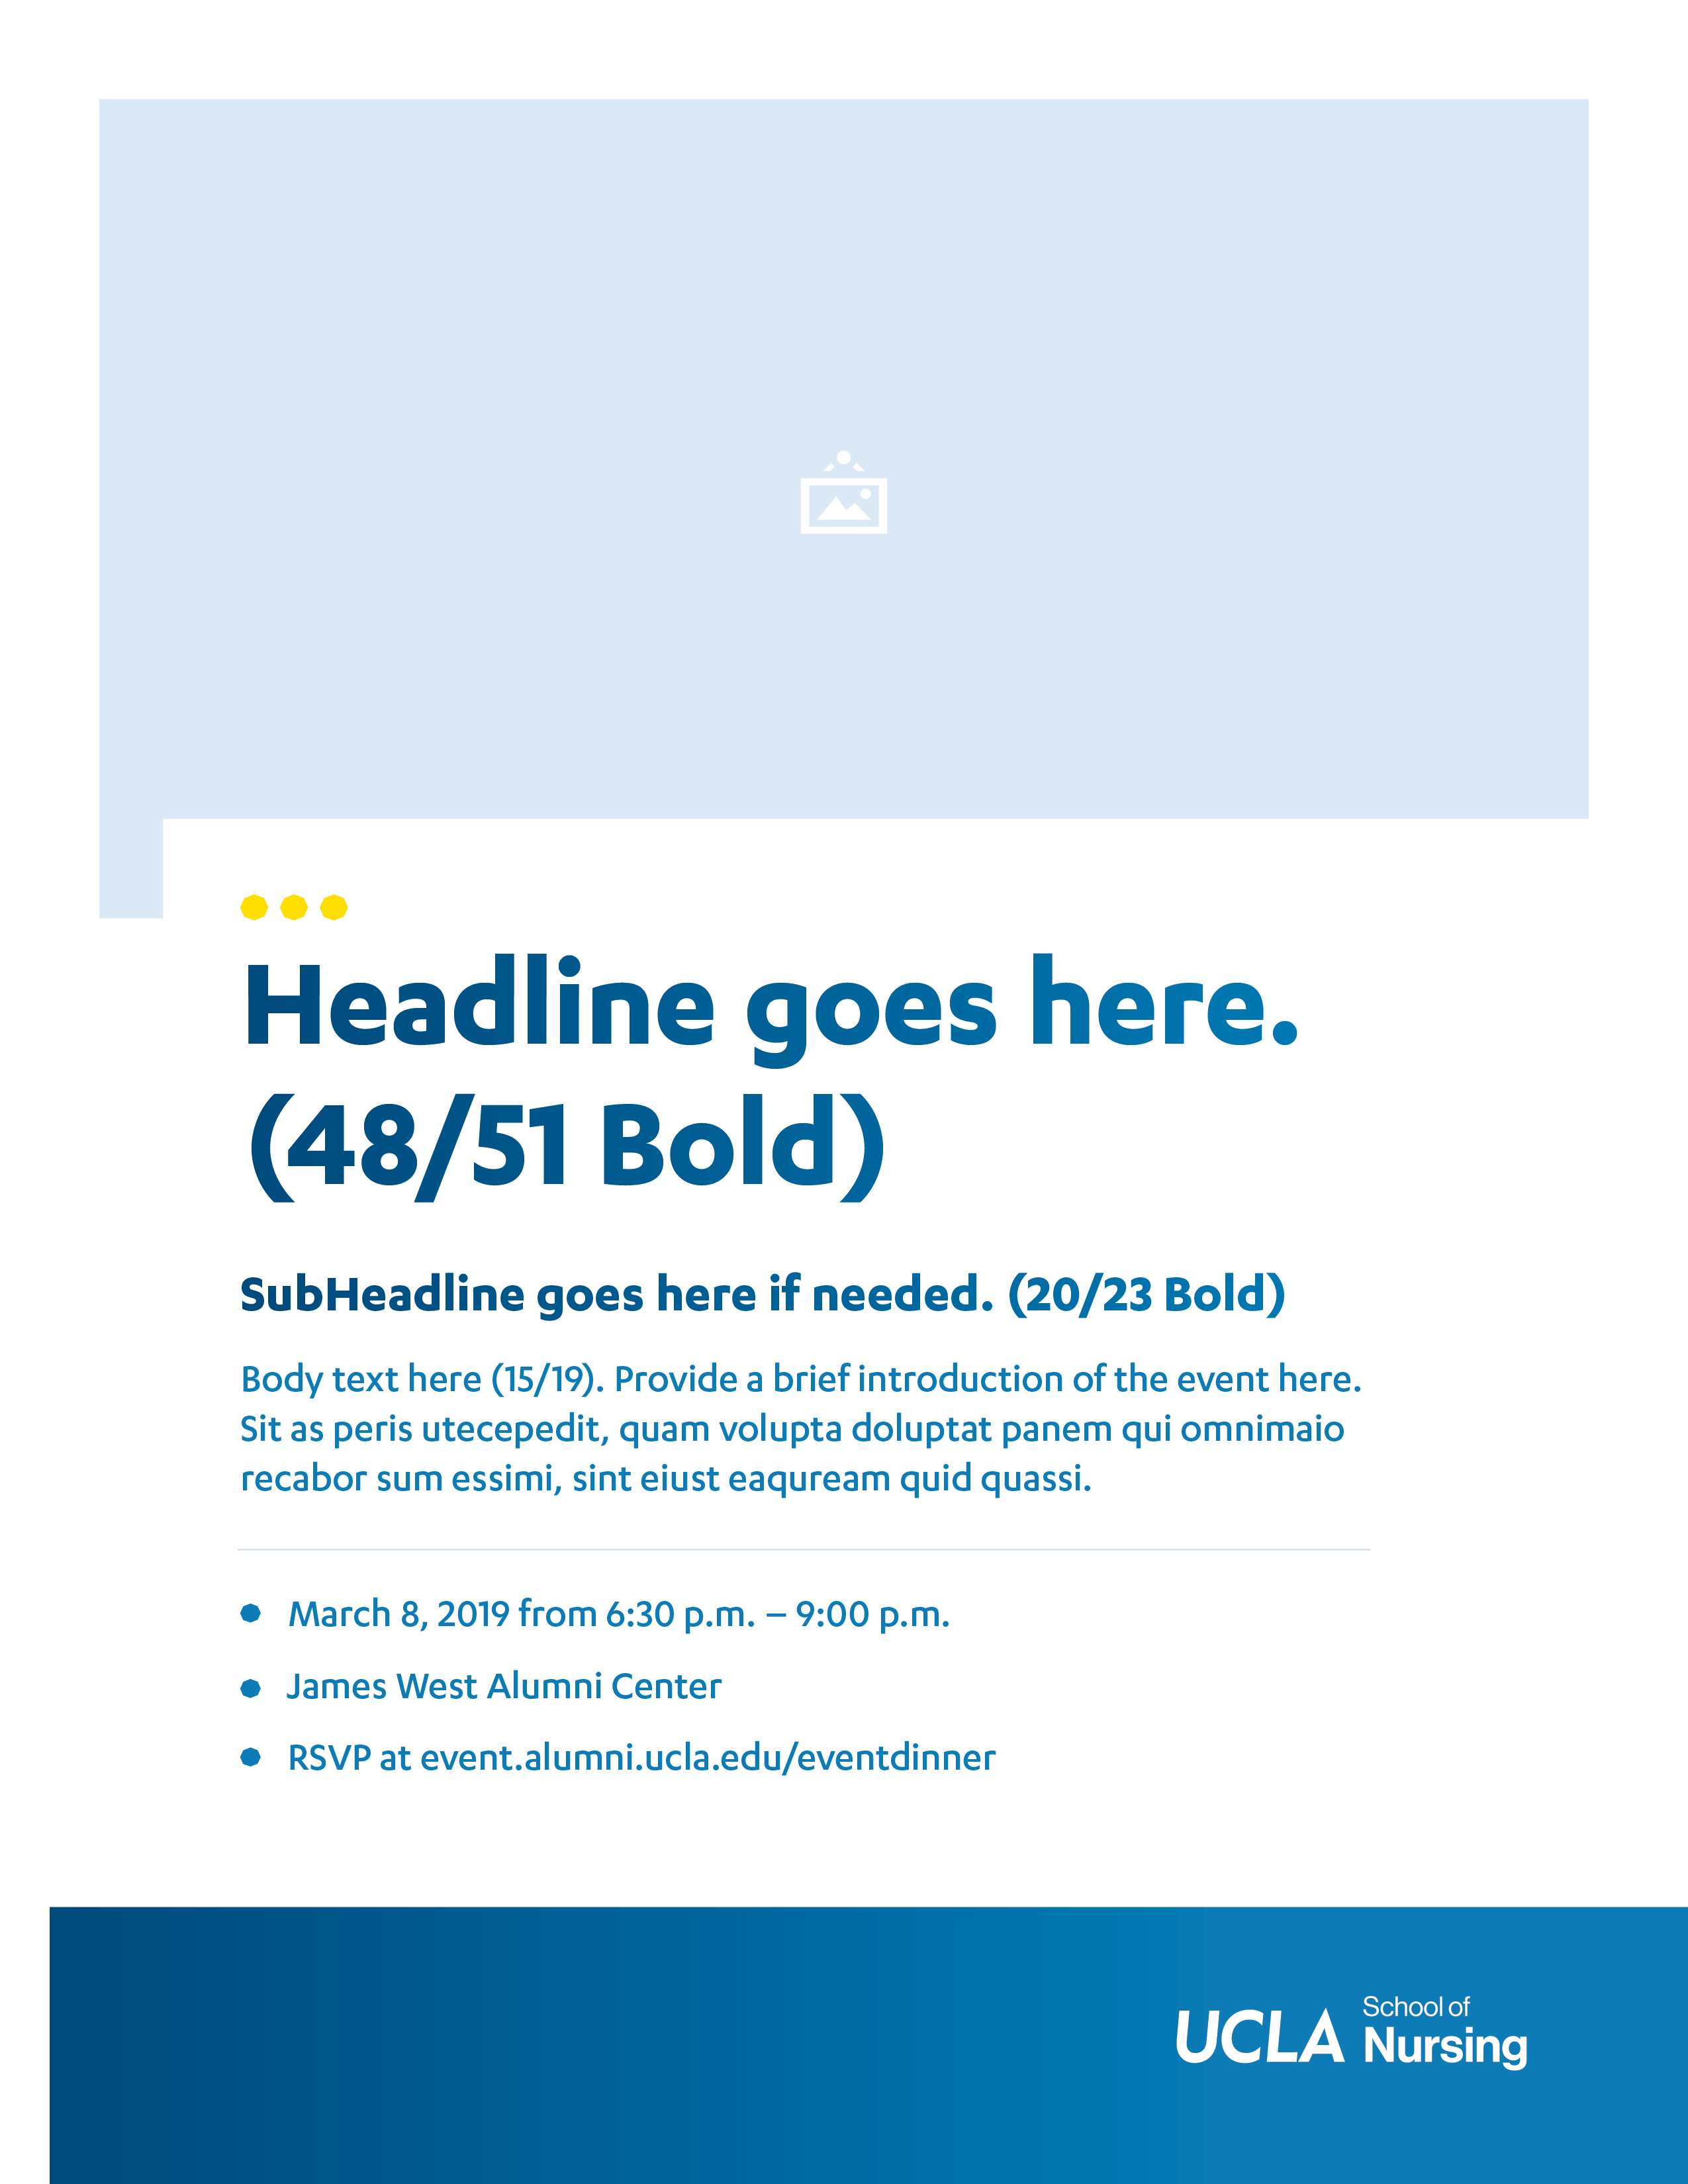 Headline goes here.
(48/51 Bold)
SubHeadline goes here if needed. (20/23 Bold)
Body text here (15/19). Provide a brief introduction of the event here.
Sit as peris utecepedit, quam volupta doluptat panem qui omnimaio
recabor sum essimi, sint eiust eaquream quid quassi.
March 8, 2019 from 6:30 p.m. – 9:00 p.m.
James West Alumni Center
RSVP at event.alumni.ucla.edu/eventdinner
UCLA School of
Nursing